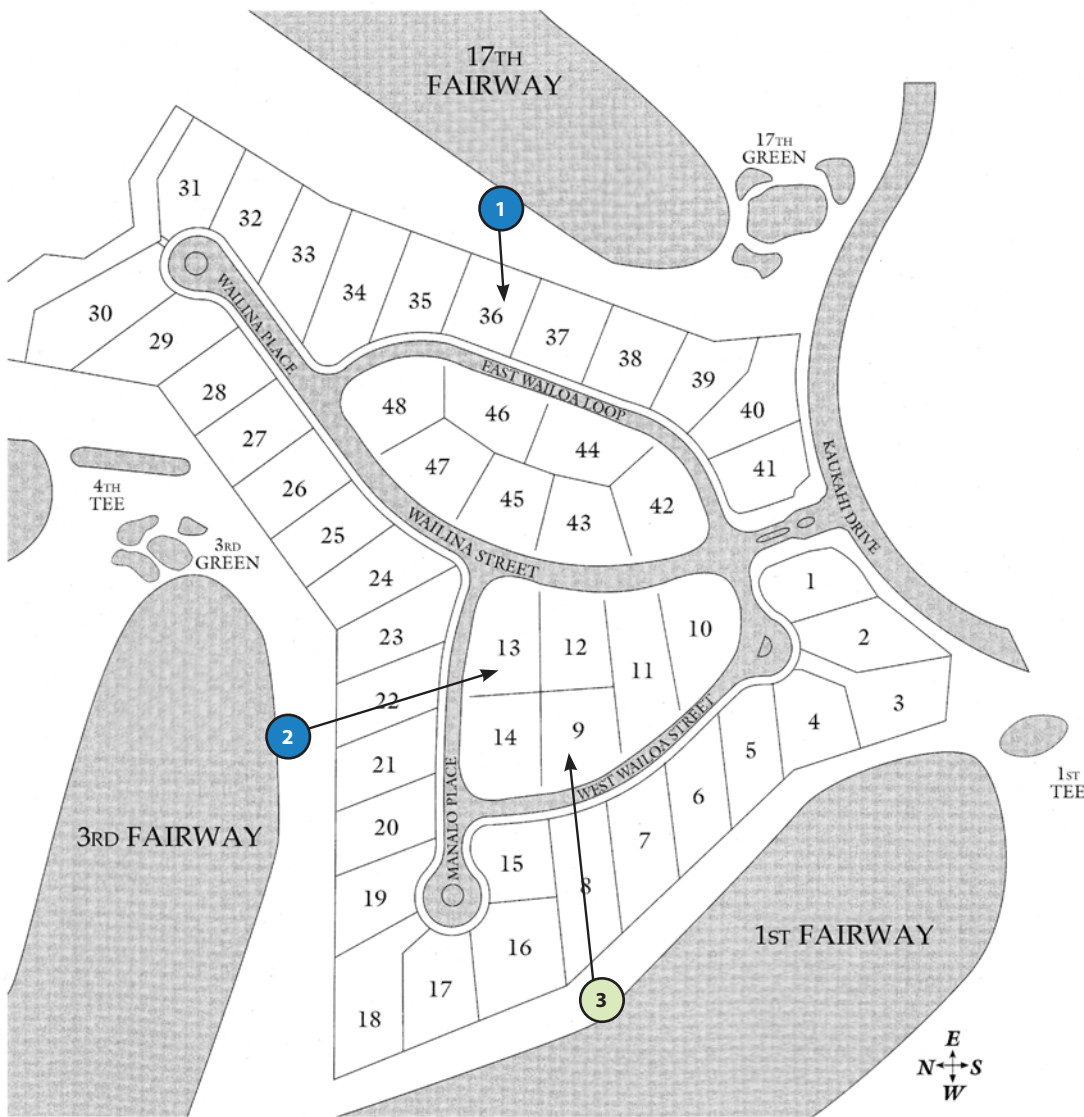 17TH
FAIRWAY
17TH
GREEN
1
31
32
33
34
35
36
37
38
39
40
41
30
29
28
27
26
25
24
23
22
21
20
19
18
17
16
15
WAILINA PLACE
EAST WAILOA LOOP
KAUKAHI DRIVE
48
46
44
47
45
43
42
WAILINA STREET
4TH
TEE
3RD
GREEN
1
2
3
4
5
6
7
8
13
12
11
10
14
9
2
WEST WAILOA STREET
MANALO PLACE
3RD FAIRWAY
1ST
TEE
1ST FAIRWAY
3
E
N S
W